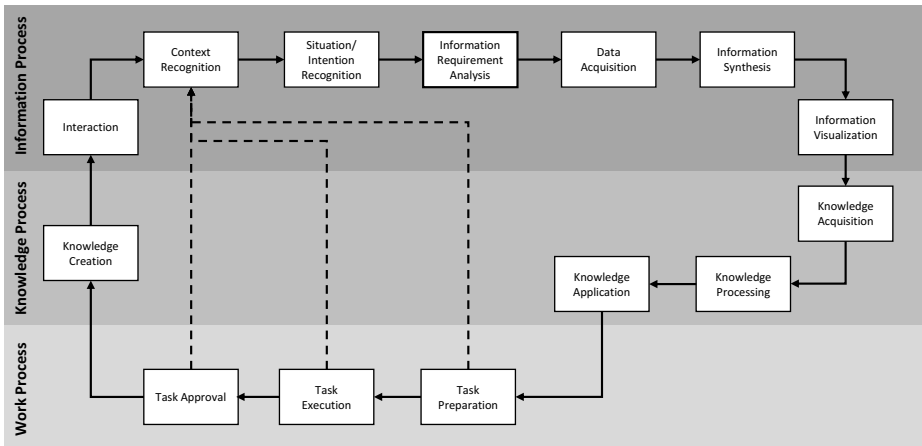 Information Process
Context
Recognition
Situation/
Intention
Recognition
Information
Requirement
Analysis
Data
Acquisition
Information
Synthesis
Interaction
Information
Visualization
Knowledge Process
Knowledge
Acquisition
Knowledge
Creation
Knowledge
Application
Knowledge
Processing
Work Process
Task Approval
Task
Execution
Task
Preparation